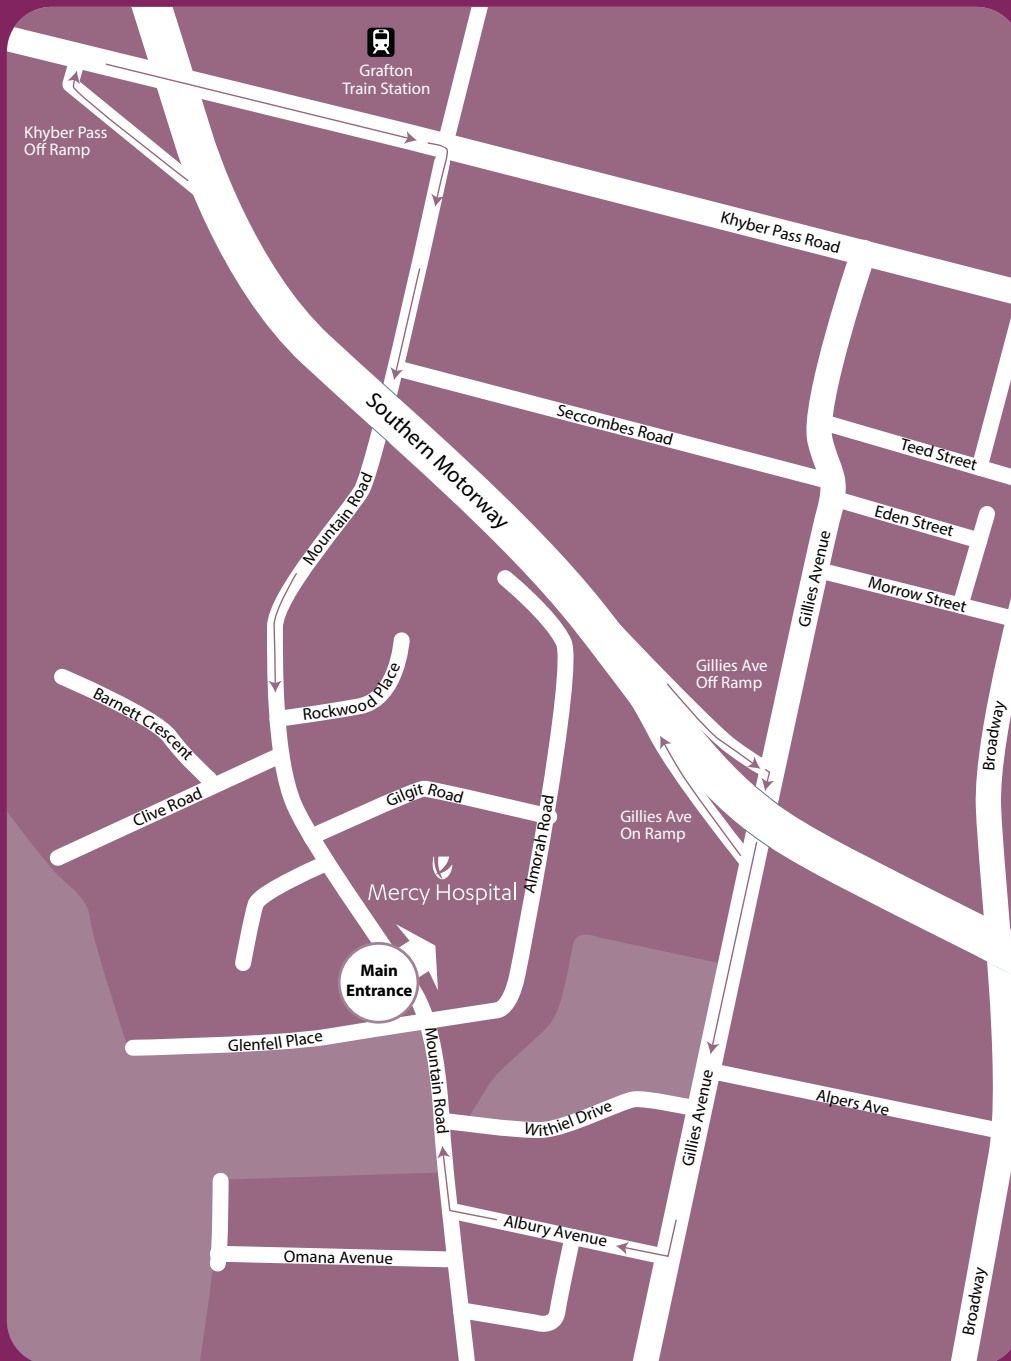 Grafton
Train Station
Khyber Pass
Off Ramp
Khyber Pass Road
Southern Motorway
Seccombes Road
Teed Street
Eden Street
Morrow Street
Gillies Avenue
Mountain Road
Gillies Ave
Off Ramp
Rockwood Place
Barnett Crescent
Broadway
Clive Road
Gilgit Road
Gillies Ave
On Ramp
Almorah Road
Mercy Hospital
Main
Entrance
Glenfell Place
Mountain Road
Withiel Drive
Gillies Avenue
Alpers Ave
Albury Avenue
Omana Avenue
Broadway